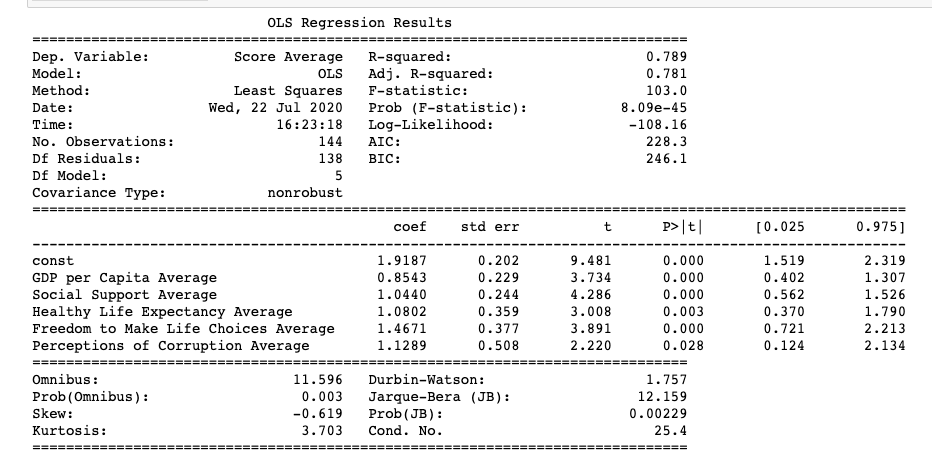 OLS Regression Results
==============================================================================
Dep. Variable: Score Average R-squared: 0.789
Model: OLS Adj. R-squared: 0.781
Method: Least Squares F-statistic: 103.0
Date: Wed, 22 Jul 2020 Prob (F-statistic): 8.09e-45
Time: 16:23:18 Log-Likelihood: -108.16
No. Observations: 144 AIC: 228.3
Df Residuals: 138 BIC: 246.1
Df Model: 5
Covariance Type: nonrobust
==============================================================================
coef std err t P>|t| [0.025 0.975]
------------------------------------------------------------------------------
const 1.9187 0.202 9.481 0.000 1.519 2.319
GDP per Capita Average 0.8543 0.229 3.734 0.000 0.402 1.307
Social Support Average 1.0440 0.244 4.286 0.000 0.562 1.526
Healthy Life Expectancy Average 1.0802 0.359 3.008 0.003 0.370 1.790
Freedom to Make Life Choices Average 1.4671 0.377 3.891 0.000 0.721 2.213
Perceptions of Corruption Average 1.1289 0.508 2.220 0.028 0.124 2.134
==============================================================================
Omnibus: 11.596 Durbin-Watson: 1.757
Prob(Omnibus): 0.003 Jarque-Bera (JB): 12.159
Skew: -0.619 Prob(JB): 0.00229
Kurtosis: 3.703 Cond. No. 25.4
==============================================================================